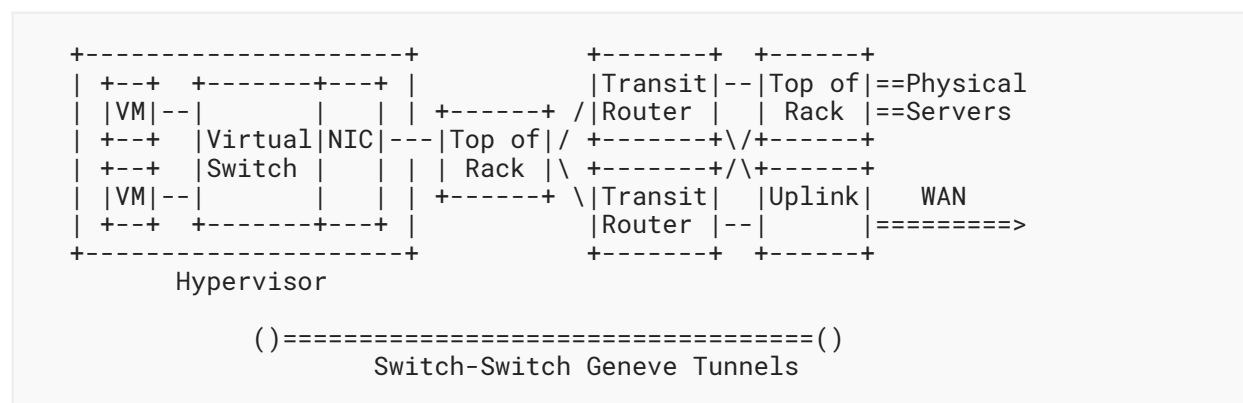 +---------------------+           +-------+  +------+
| +--+  +-------+---+ |           |Transit|--|Top of|==Physical
| |VM|--|       |   | | +------+ /|Router |  | Rack |==Servers
| +--+  |Virtual|NIC|---|Top of|/ +-------+\/+------+
| +--+  |Switch |   | | | Rack |\ +-------+/\+------+
| |VM|--|       |   | | +------+ \|Transit|  |Uplink|   WAN
| +--+  +-------+---+ |           |Router |--|      |=========>
+---------------------+           +-------+  +------+
       Hypervisor
            ()===================================()
                    Switch-Switch Geneve Tunnels